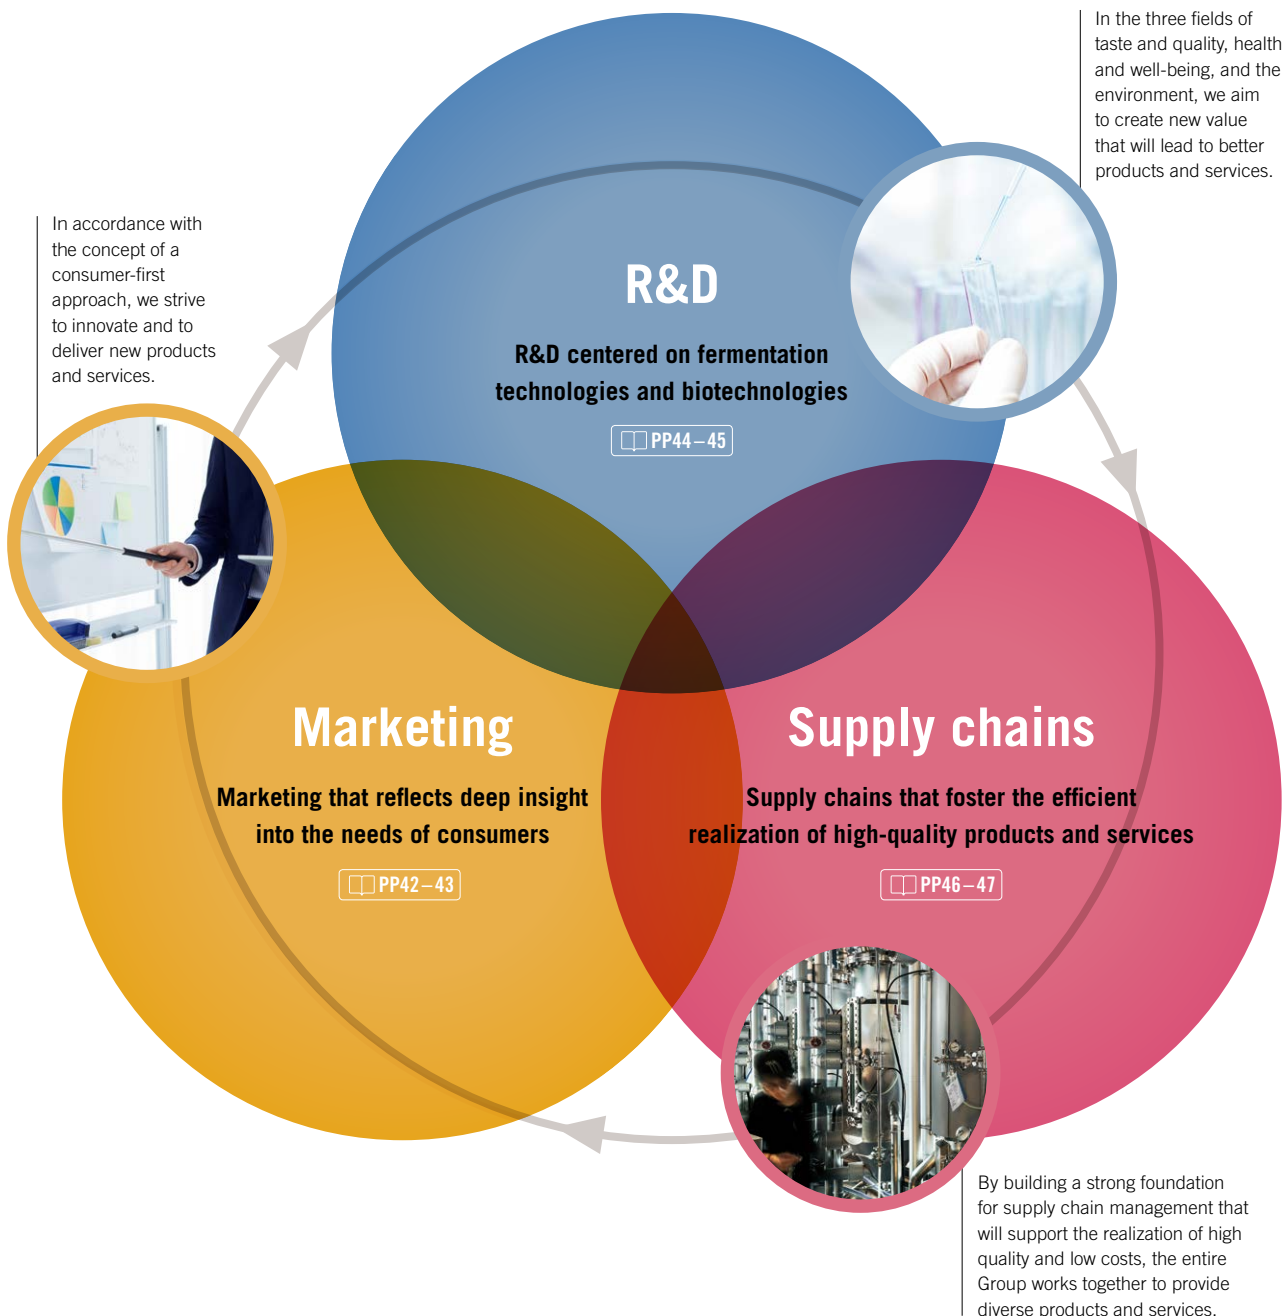 In the three fields of
taste and quality, health
and well-being, and the
environment, we aim
to create new value
that will lead to better
products and services.
In accordance with
the concept of a
consumer-first
approach, we strive
to innovate and to
deliver new products
and services.
R&D
R&D centered on fermentation
technologies and biotechnologies
PP44–45
Marketing
Marketing that reflects deep insight
into the needs of consumers
PP42–43
Supply chains
Supply chains that foster the efficient
realization of high-quality products and services
PP46–47
By building a strong foundation
for supply chain management that
will support the realization of high
quality and low costs, the entire
Group works together to provide
diverse products and services.